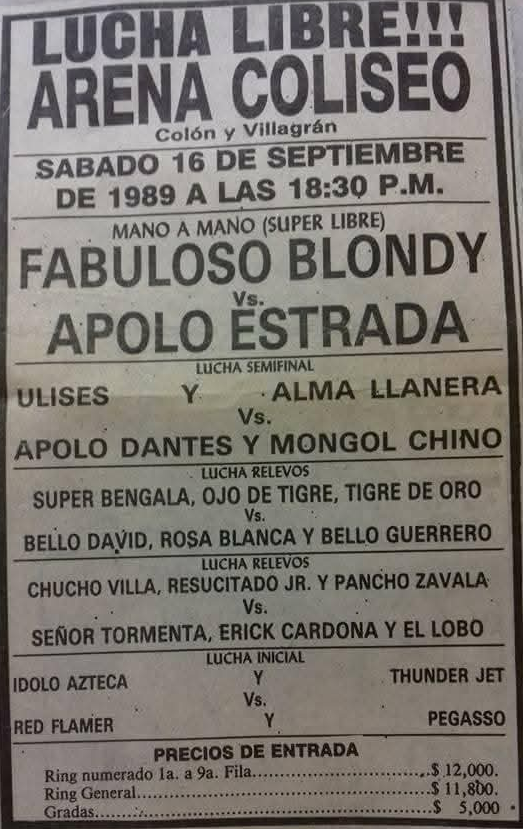 LUCHA LIBRE!!!
ARENA COLISEO
Colón y Villagrán
SABADO 16 DE SEPTIEMBRE
DE 1989 A LAS 18:30 P.M.
MANO A MANO (SUPER LIBRE)
FABULOSO BLONDY
Vs.
APOLO ESTRADA
LUCHA SEMIFINAL
ULISES Y ALMA LLANERA
Vs.
APOLO DANTES Y MONGOL CHINO
LUCHA RELEVOS
SUPER BENGALA, OJO DE TIGRE, TIGRE DE ORO
Vs.
BELLO DAVID, ROSA BLANCA Y BELLO GUERRERO
LUCHA RELEVOS
CHUCHO VILLA, RESUCITADO JR. Y PANCHO ZAVALA
Vs.
SEÑOR TORMENTA, ERICK CARDONA Y EL LOBO
LUCHA INICIAL
IDOLO AZTECA Y THUNDER JET
Vs.
RED FLAMER Y PEGASSO
PRECIOS DE ENTRADA
Ring numerado 1a. a 9a. Fila........................$ 12,000.
Ring General.................................................$ 11,800.
Gradas...........................................................$ 5,000